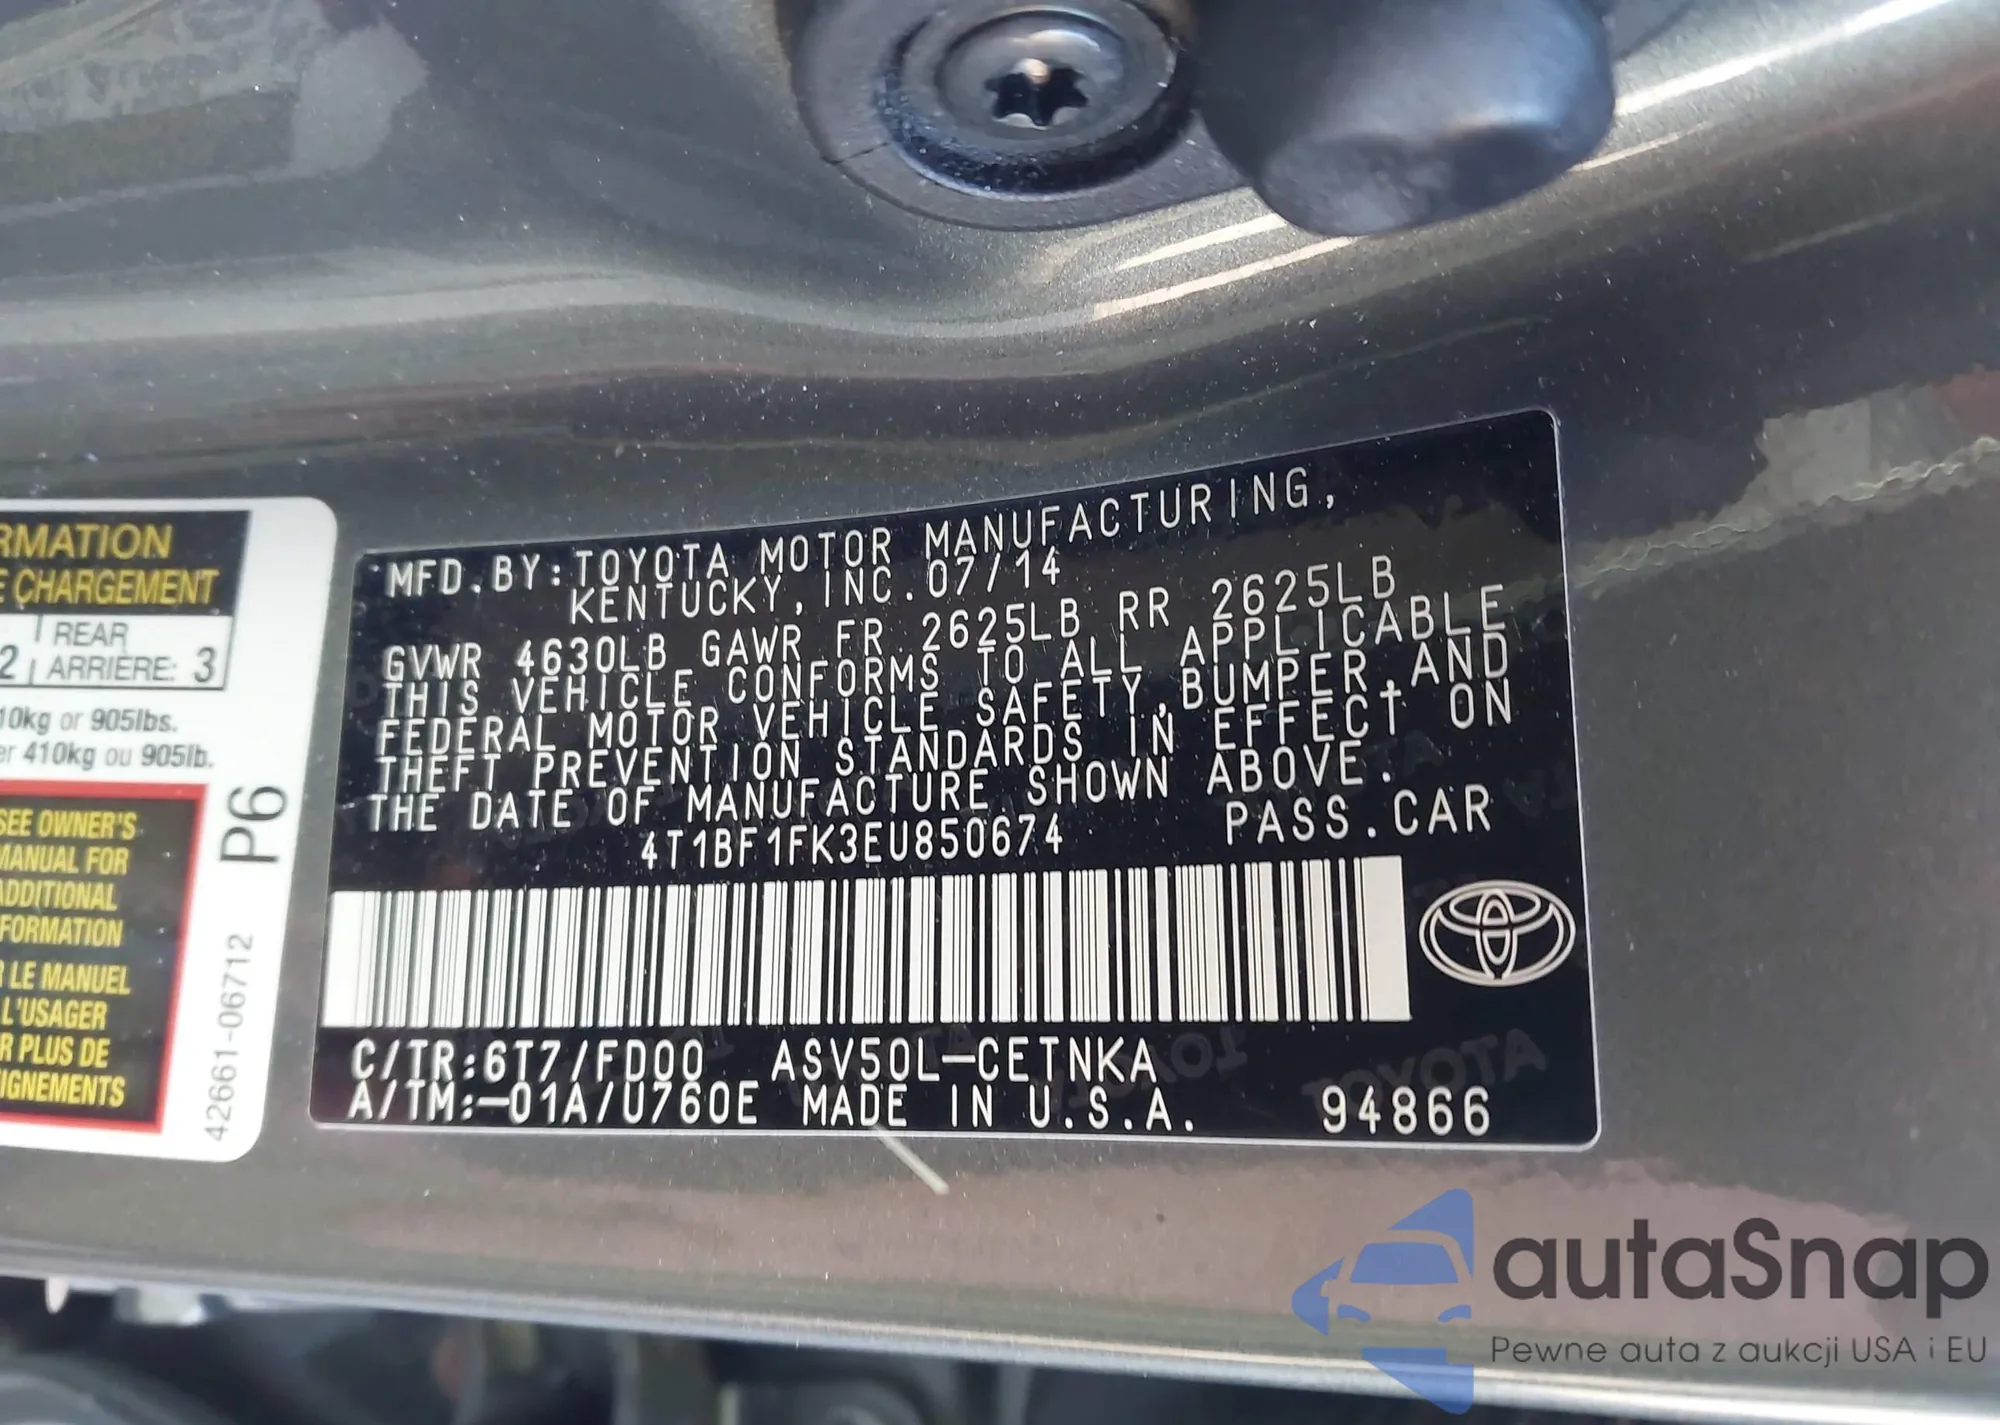 RMATION
E CHARGEMENT
2 REAR
ARRIÈRE: 3
10kg or 905lbs.
er 410kg ou 905lb.
SEE OWNER'S
MANUAL FOR
ADDITIONAL
FORMATION
R LE MANUEL
L'USAGER
R PLUS DE
IGNEMENTS
P6
42661-06712
MFD.BY:TOYOTA MOTOR MANUFACTURING,
KENTUCKY, INC. 07/14
GVWR 4630LB GAWR FR 2625LB RR 2625LB
THIS VEHICLE CONFORMS TO ALL APPLICABLE
FEDERAL MOTOR VEHICLE SAFETY,BUMPER,AND
THEFT PREVENTION STANDARDS IN EFFECT ON
THE DATE OF MANUFACTURE SHOWN ABOVE.
4T1BF1FK3EU850674 PASS.CAR
C/TR:6T7/FD00 ASV50L-CETNKA
A/TM:-01A/U760E MADE IN U.S.A. 94866
autaSnap
Pewne auta z aukcji USA i EU